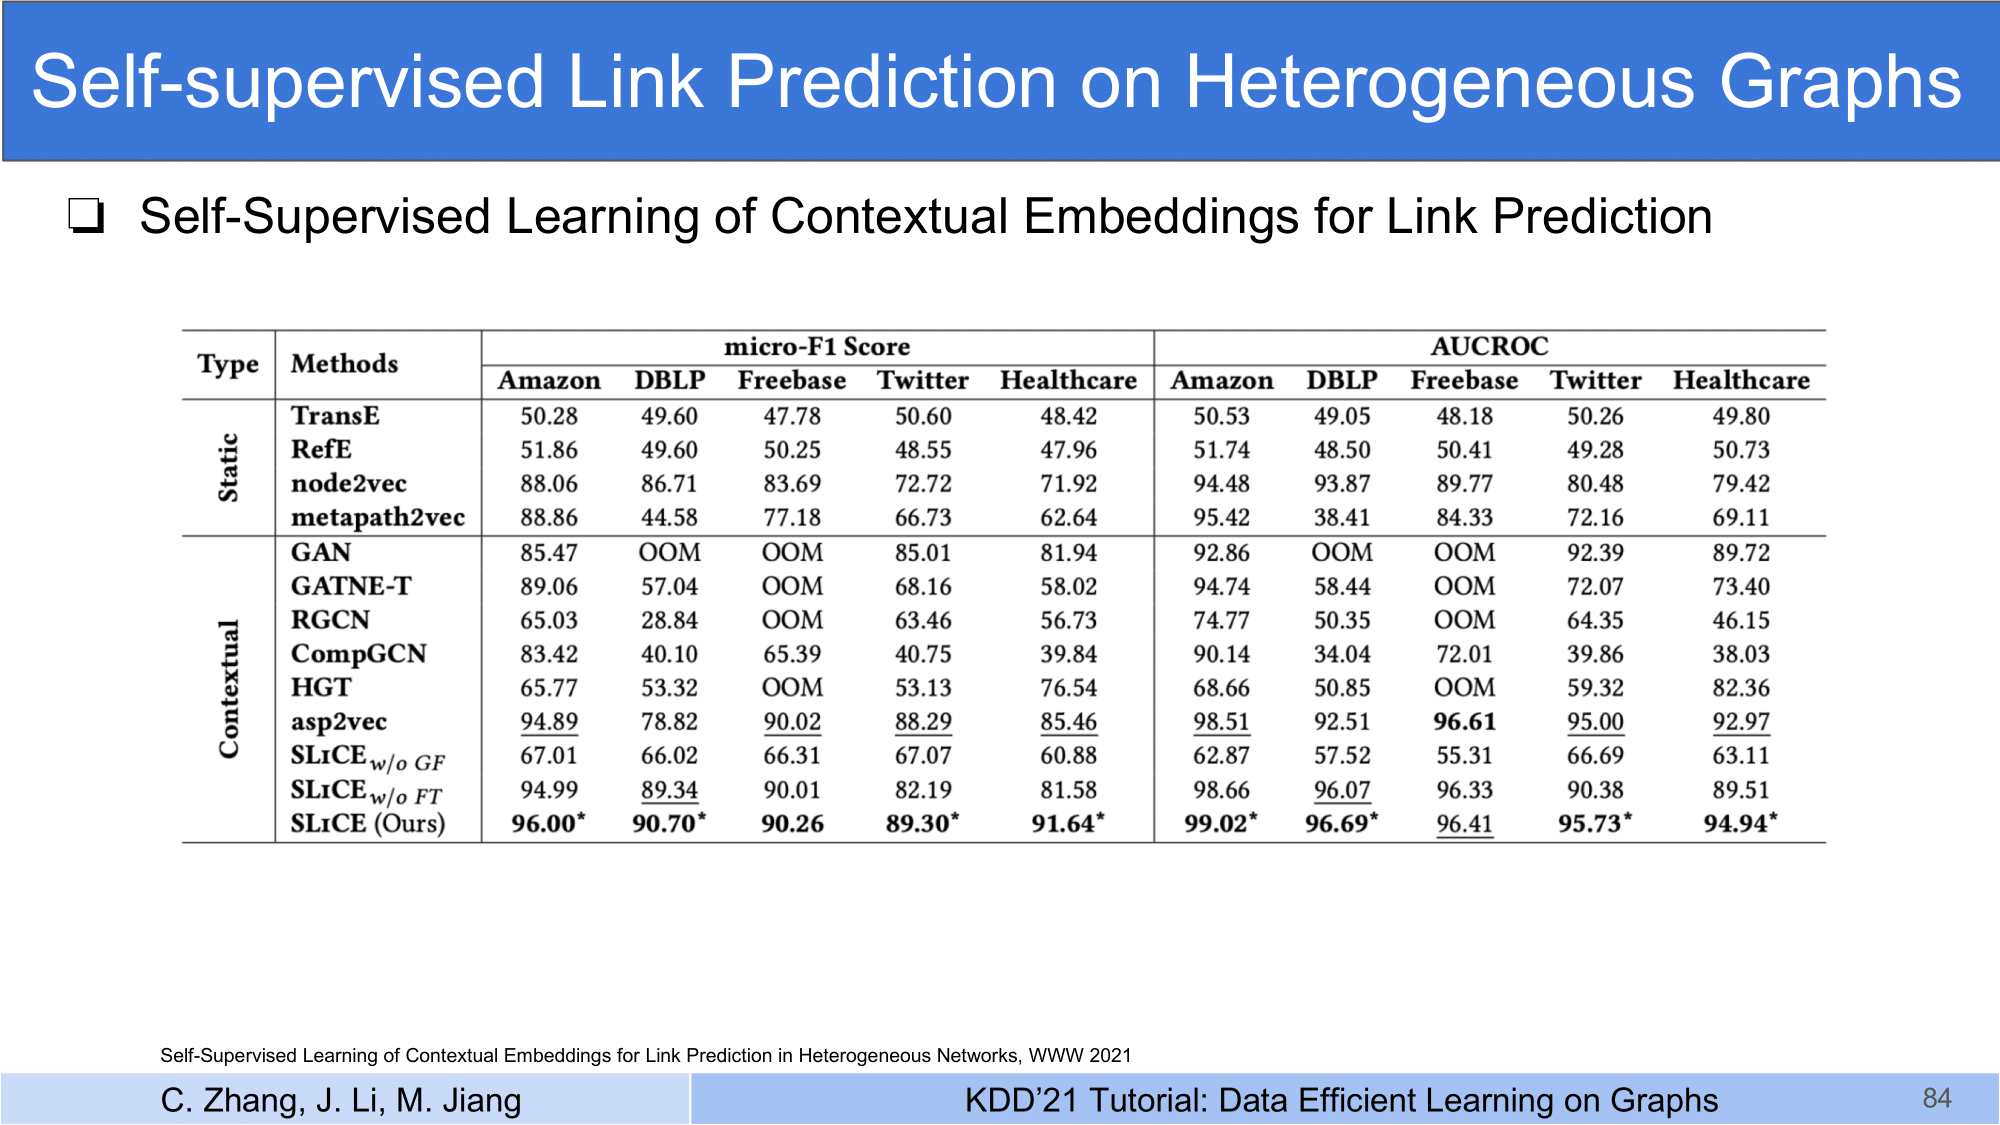 Self-supervised Link Prediction on Heterogeneous Graphs
❏ Self-Supervised Learning of Contextual Embeddings for Link Prediction
Type Methods micro-F1 Score AUCROC
Amazon DBLP Freebase Twitter Healthcare Amazon DBLP Freebase Twitter Healthcare
Static
TransE 50.28 49.60 47.78 50.60 48.42 50.53 49.05 48.18 50.26 49.80
RefE 51.86 49.60 50.25 48.55 47.96 51.74 48.50 50.41 49.28 50.73
node2vec 88.06 86.71 83.69 72.72 71.92 94.48 93.87 89.77 80.48 79.42
metapath2vec 88.86 44.58 77.18 66.73 62.64 95.42 38.41 84.33 72.16 69.11
Contextual
GAN 85.47 OOM OOM 85.01 81.94 92.86 OOM OOM 92.39 89.72
GATNE-T 89.06 57.04 OOM 68.16 58.02 94.74 58.44 OOM 72.07 73.40
RGCN 65.03 28.84 OOM 63.46 56.73 74.77 50.35 OOM 64.35 46.15
CompGCN 83.42 40.10 65.39 40.75 39.84 90.14 34.04 72.01 39.86 38.03
HGT 65.77 53.32 OOM 53.13 76.54 68.66 50.85 OOM 59.32 82.36
asp2vec 94.89 78.82 90.02 88.29 85.46 98.51 92.51 96.61 95.00 92.97
SLiCE w/o GF 67.01 66.02 66.31 67.07 60.88 62.87 57.52 55.31 66.69 63.11
SLiCE w/o FT 94.99 89.34 90.01 82.19 81.58 98.66 96.07 96.33 90.38 89.51
SLiCE (Ours) 96.00* 90.70* 90.26 89.30* 91.64* 99.02* 96.69* 96.41 95.73* 94.94*
Self-Supervised Learning of Contextual Embeddings for Link Prediction in Heterogeneous Networks, WWW 2021
C. Zhang, J. Li, M. Jiang
KDD’21 Tutorial: Data Efficient Learning on Graphs
84